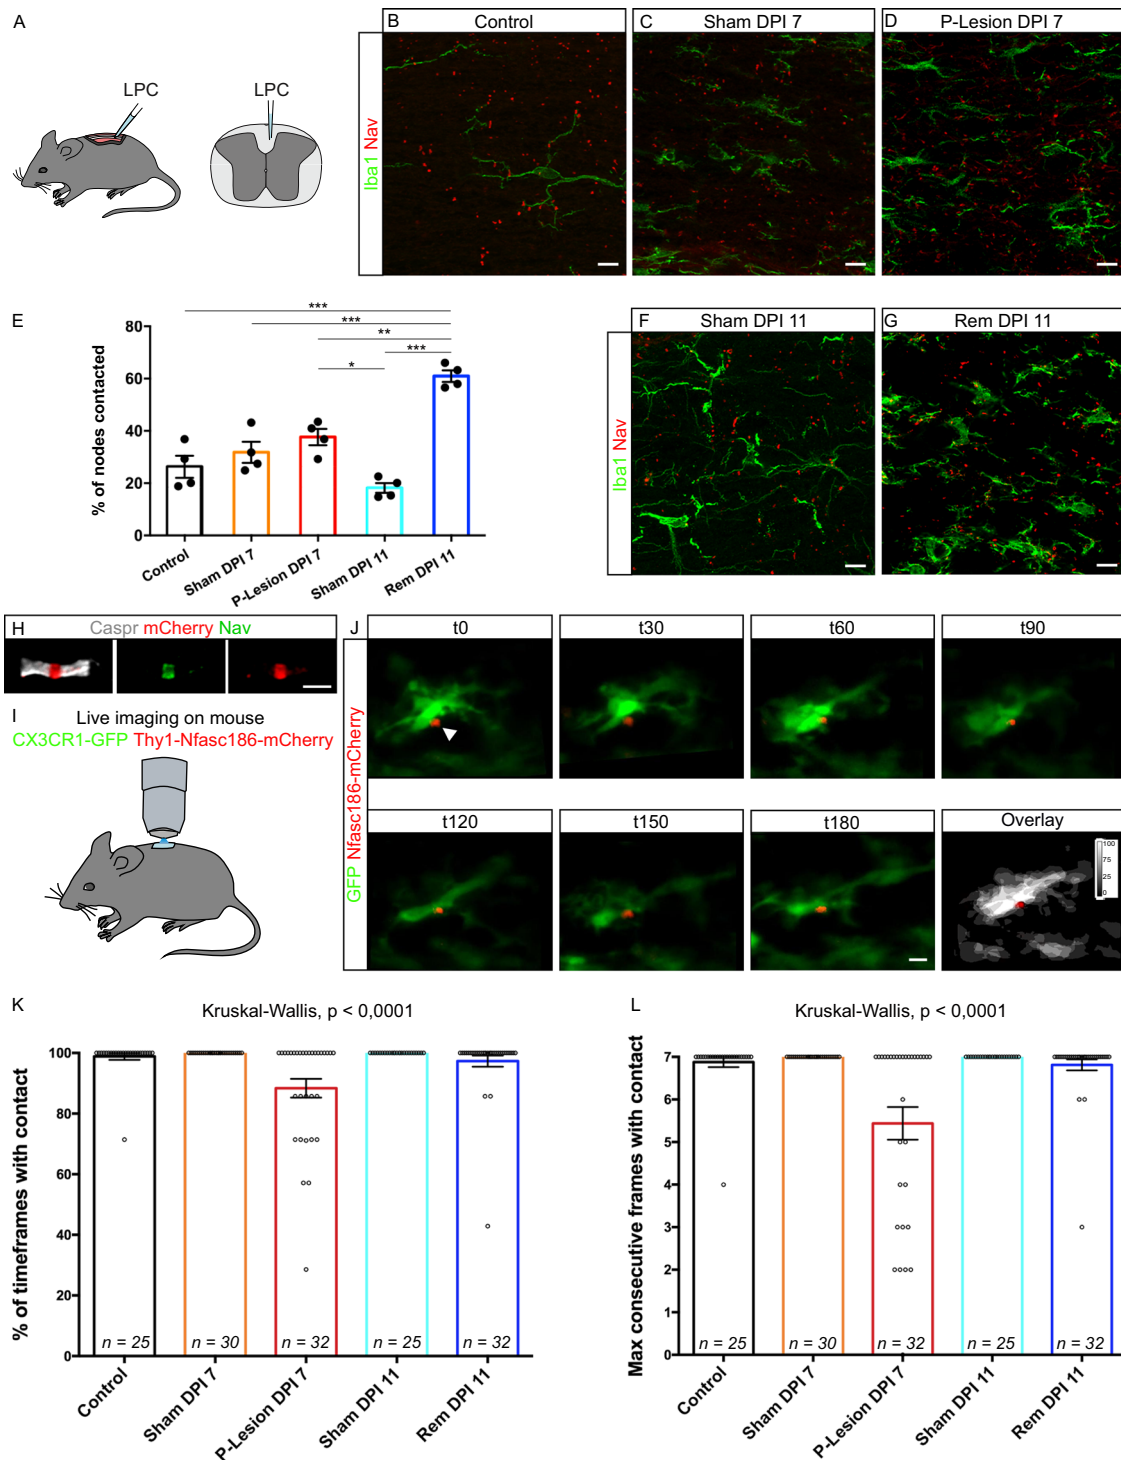 A
LPC
LPC
B Control
C Sham DPI 7
D P-Lesion DPI 7
Iba1 Nav
E
***
***
**
***
*
% of nodes contacted
80
60
40
20
0
Control
Sham DPI 7
P-Lesion DPI 7
Sham DPI 11
Rem DPI 11
F Sham DPI 11
G Rem DPI 11
Iba1 Nav
H Caspr mCherry Nav
I Live imaging on mouse
CX3CR1-GFP Thy1-Nfasc186-mCherry
J
GFP Nfasc186-mCherry
t0
t30
t60
t90
t120
t150
t180
Overlay
100
75
25
0
K
Kruskal-Wallis, p < 0,0001
% of timeframes with contact
100
80
60
40
20
0
n = 25
n = 30
n = 32
n = 25
n = 32
Control
Sham DPI 7
P-Lesion DPI 7
Sham DPI 11
Rem DPI 11
L
Kruskal-Wallis, p < 0,0001
Max consecutive frames with contact
7
6
5
4
3
2
1
0
n = 25
n = 30
n = 32
n = 25
n = 32
Control
Sham DPI 7
P-Lesion DPI 7
Sham DPI 11
Rem DPI 11